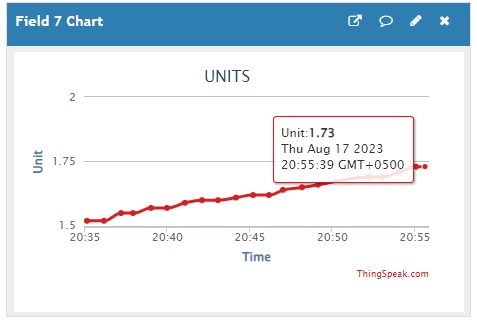 Field 7 Chart
UNITS
2
Unit:1.73
Thu Aug 17 2023
20:55:39 GMT+0500
1.75
Unit
1.5
20:35 20:40 20:45 20:50 20:55
Time
ThingSpeak.com